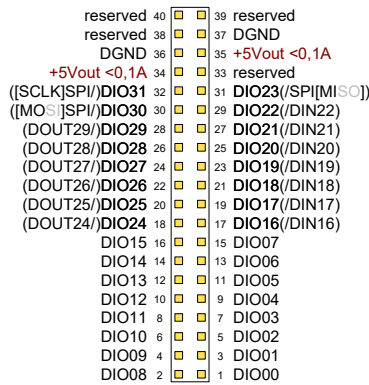 reserved 40 39 reserved
reserved 38 37 DGND
DGND 36 35 +5Vout <0,1A
+5Vout <0,1A 34 33 reserved
([SCLK]SPI/)DIO31 32 31 DIO23(/SPI[MISO])
([MOSI]SPI/)DIO30 30 29 DIO22(/DIN22)
(DOUT29/)DIO29 28 27 DIO21(/DIN21)
(DOUT28/)DIO28 26 25 DIO20(/DIN20)
(DOUT27/)DIO27 24 23 DIO19(/DIN19)
(DOUT26/)DIO26 22 21 DIO18(/DIN18)
(DOUT25/)DIO25 20 19 DIO17(/DIN17)
(DOUT24/)DIO24 18 17 DIO16(/DIN16)
DIO15 16 15 DIO07
DIO14 14 13 DIO06
DIO13 12 11 DIO05
DIO12 10 9 DIO04
DIO11 8 7 DIO03
DIO10 6 5 DIO02
DIO09 4 3 DIO01
DIO08 2 1 DIO00